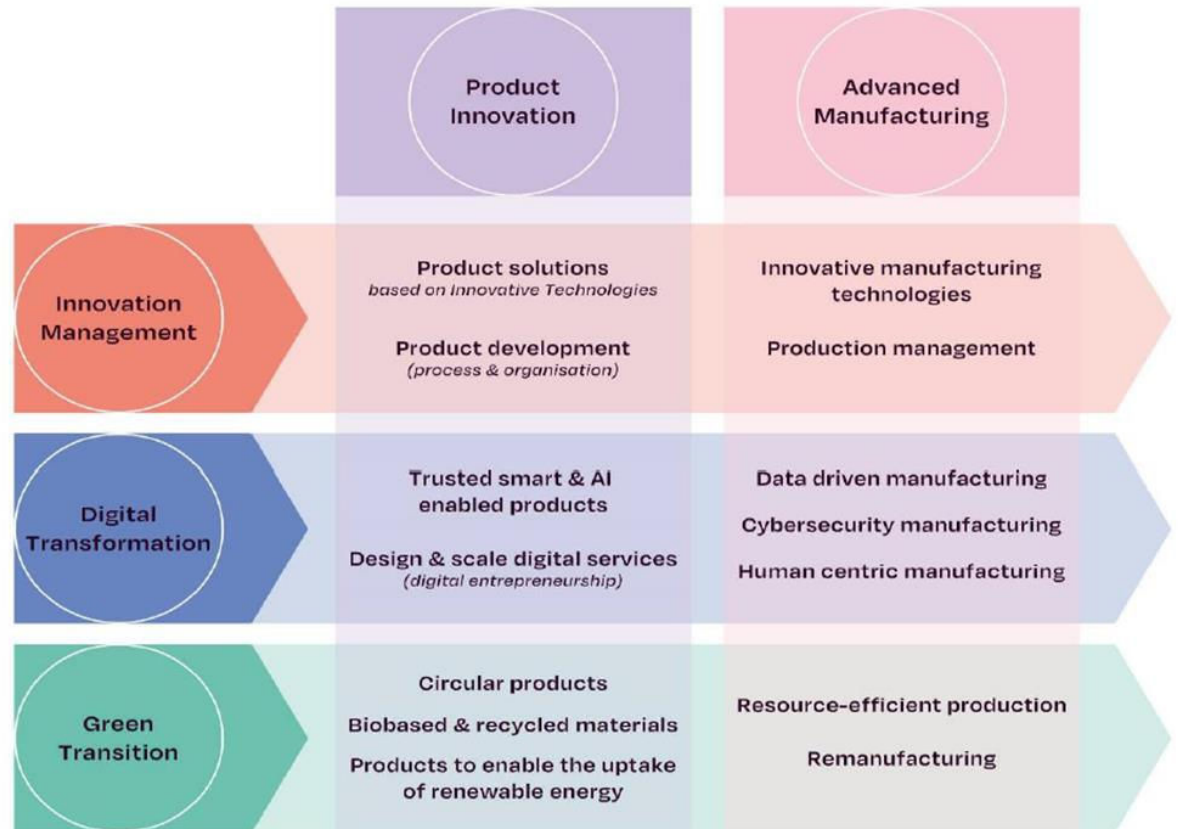 Product
Innovation
Advanced
Manufacturing
Innovation
Management
Product solutions
based on Innovative Technologies
Product development
(process & organisation)
Innovative manufacturing
technologies
Production management
Digital
Transformation
Trusted smart & AI
enabled products
Design & scale digital services
(digital entrepreneurship)
Data driven manufacturing
Cybersecurity manufacturing
Human centric manufacturing
Green
Transition
Circular products
Biobased & recycled materials
Products to enable the uptake
of renewable energy
Resource-efficient production
Remanufacturing